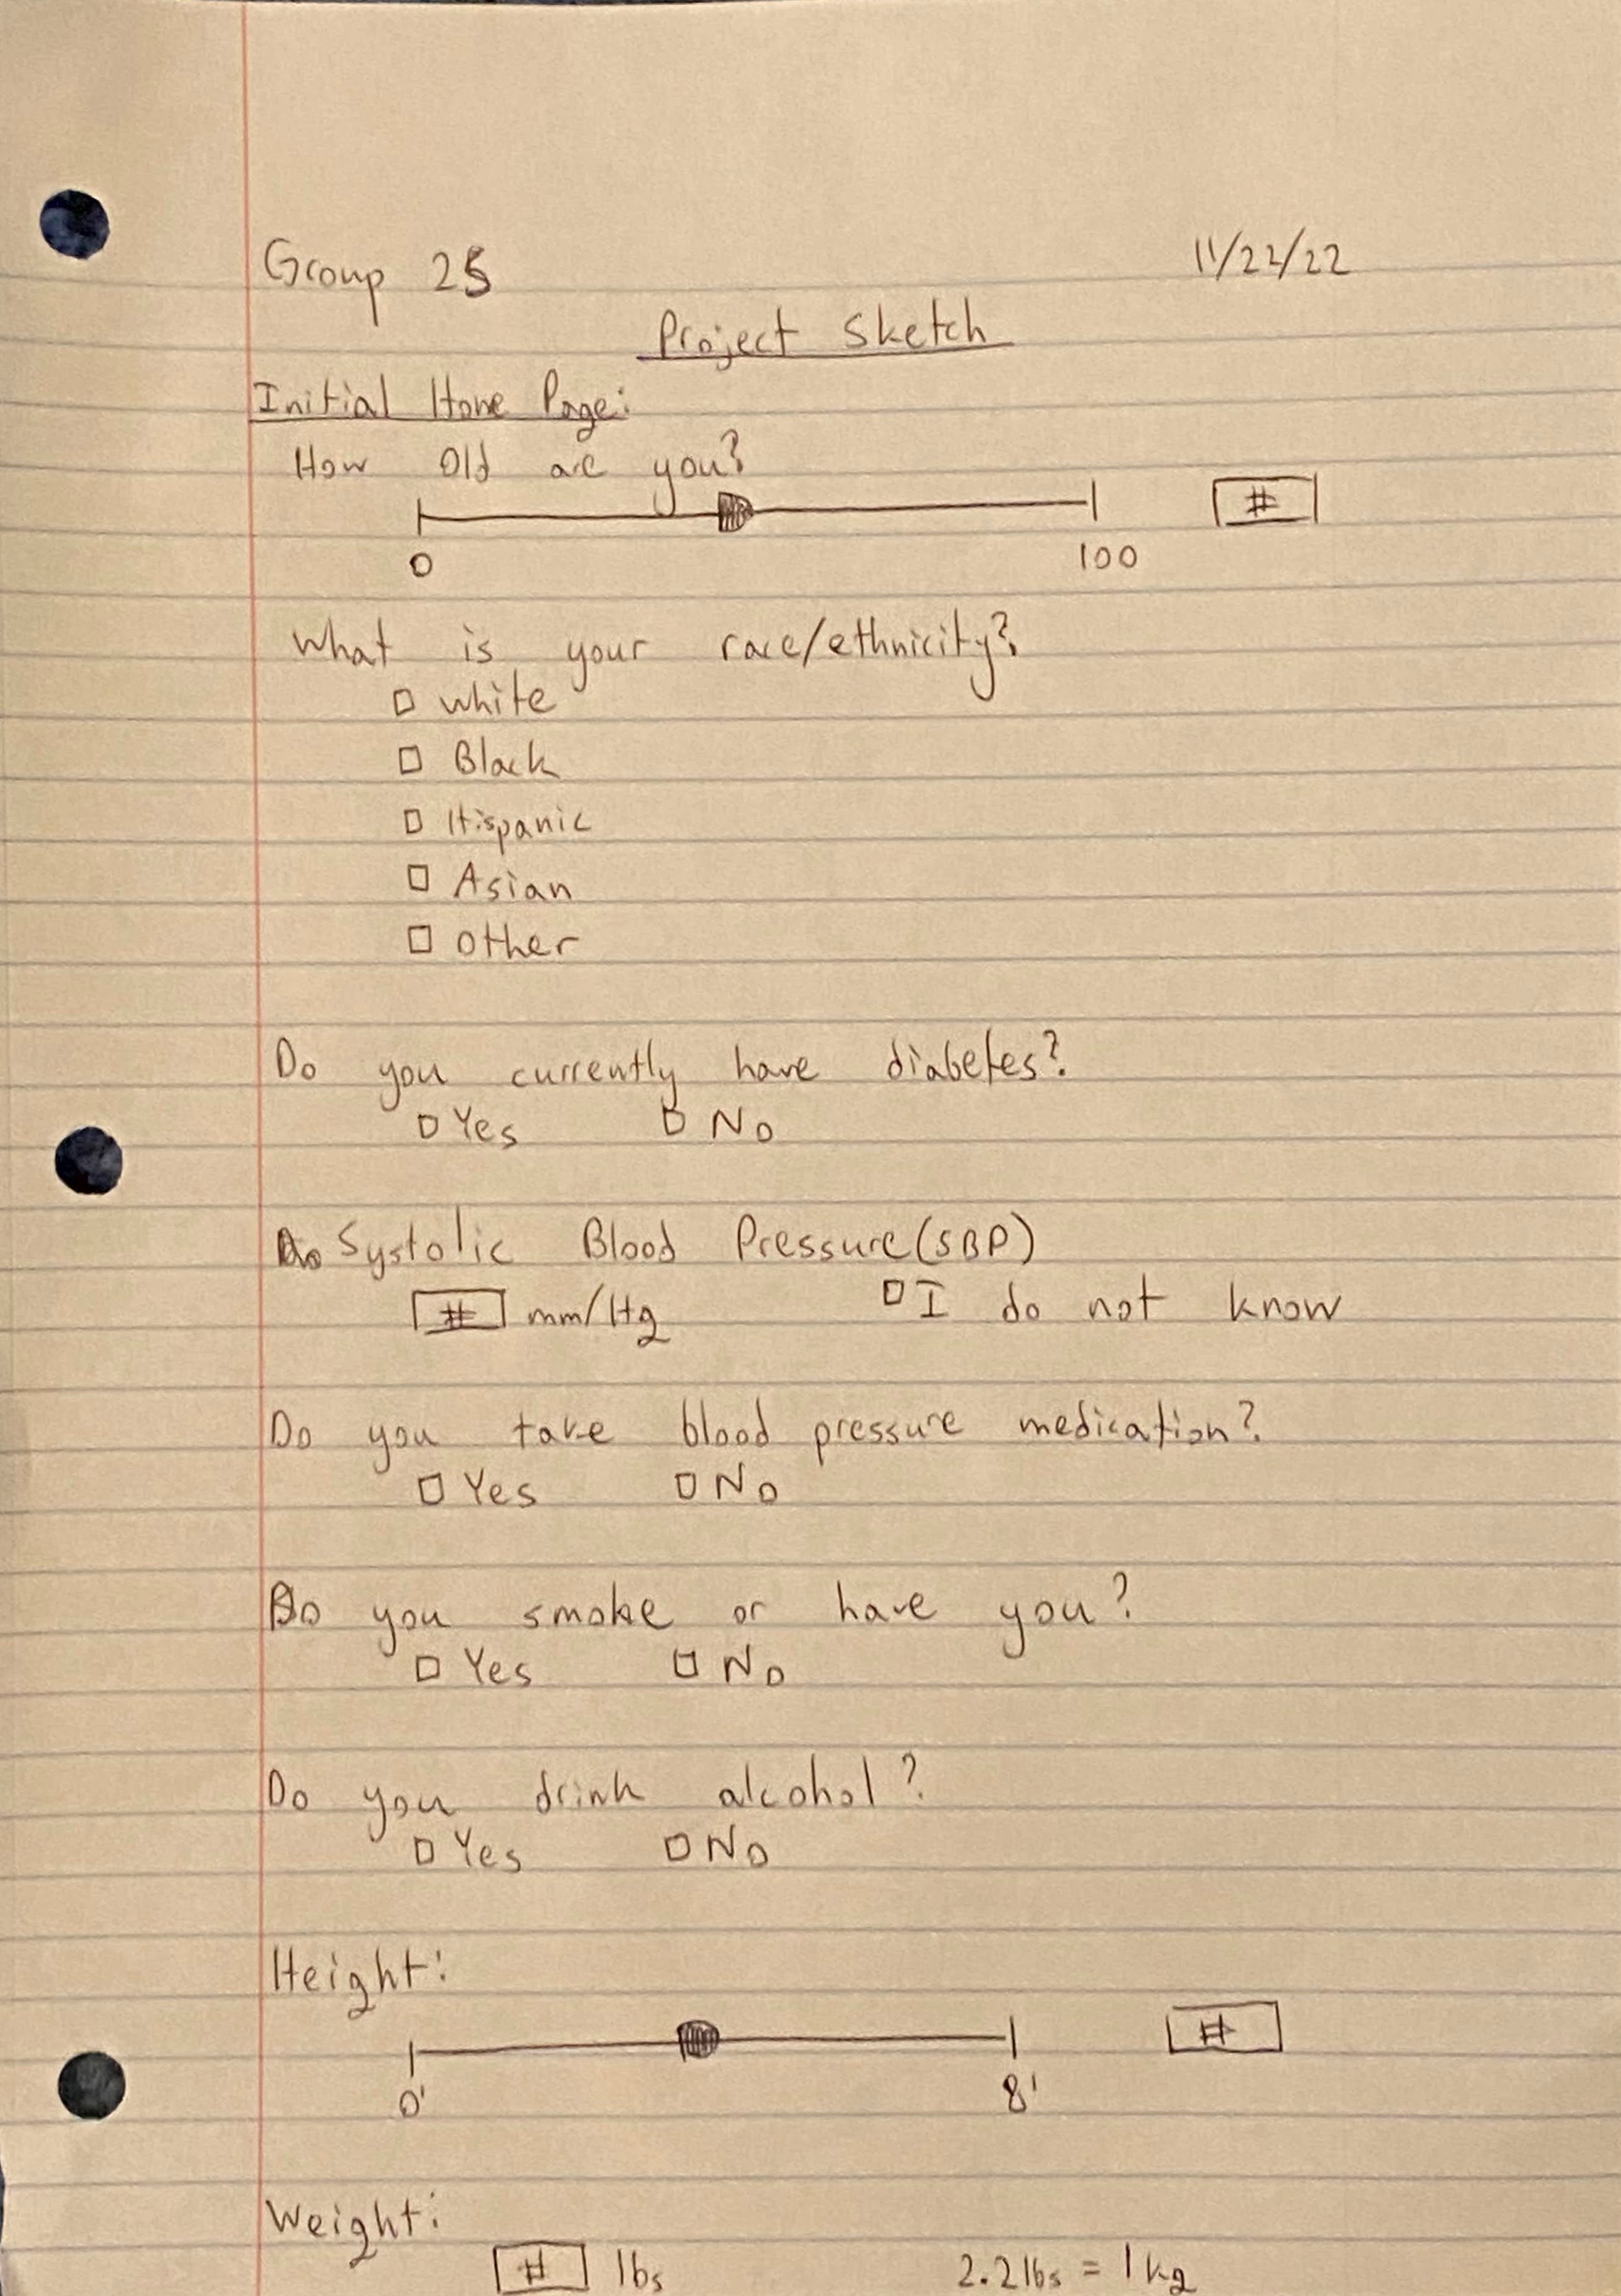 Group 25
11/22/22
Project Sketch
Initial Home Page:
How Old are you?
#
0 100
What is your race/ethnicity?
□ White
□ Black
□ Hispanic
□ Asian
□ Other
Do you currently have diabetes?
□ Yes □ No
Systolic Blood Pressure (SBP)
# mm/Hg □ I do not know
Do you take blood pressure medication?
□ Yes □ No
Do you smoke or have you?
□ Yes □ No
Do you drink alcohol?
□ Yes □ No
Height:
#
0' 8'
Weight:
# lbs 2.2lbs = 1kg